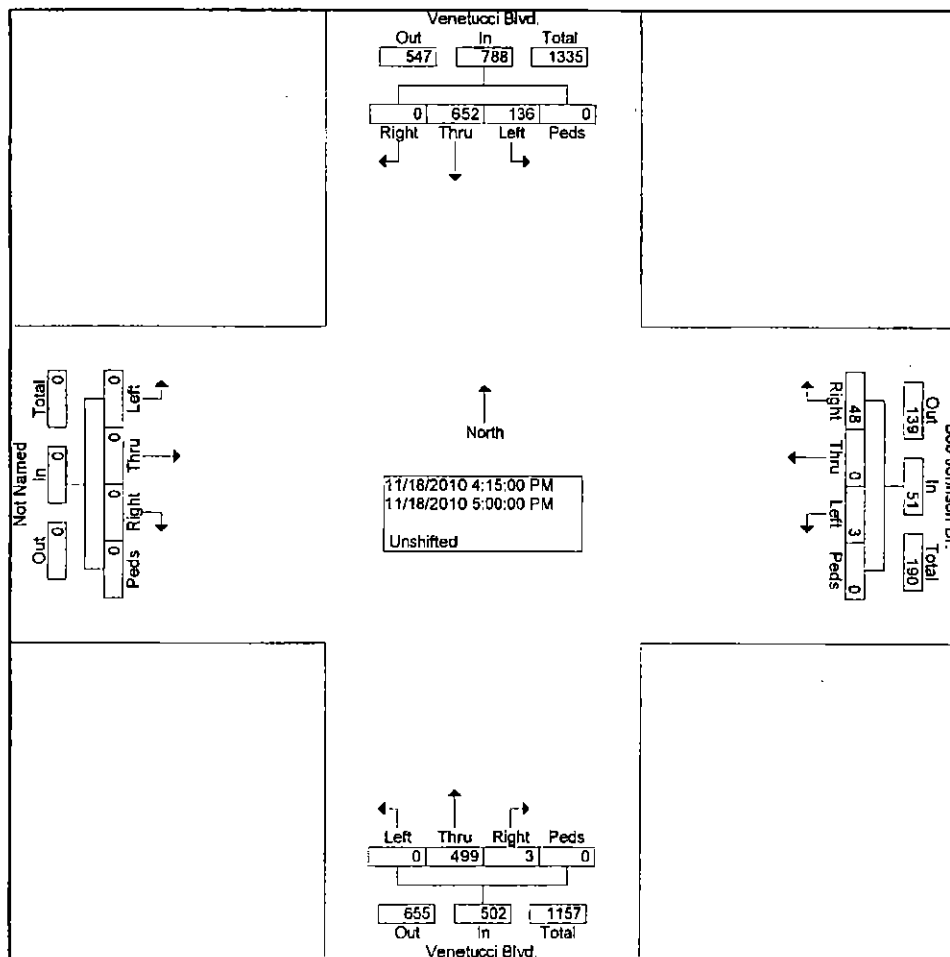 Venetucci Blvd.
Out In Total
547 788 1335
0 652 136 0
Right Thru Left Peds
North
11/18/2010 4:15:00 PM
11/18/2010 5:00:00 PM
Unshifted
Not Named
Total In Out
0 0 0
0 0 0 0
Left Thru Right Peds
Out In Total
139 51 190
48 0 3 0
Right Thru Left Peds
Left Thru Right Peds
0 499 3 0
655 502 1157
Out In Total
Venetucci Blvd.